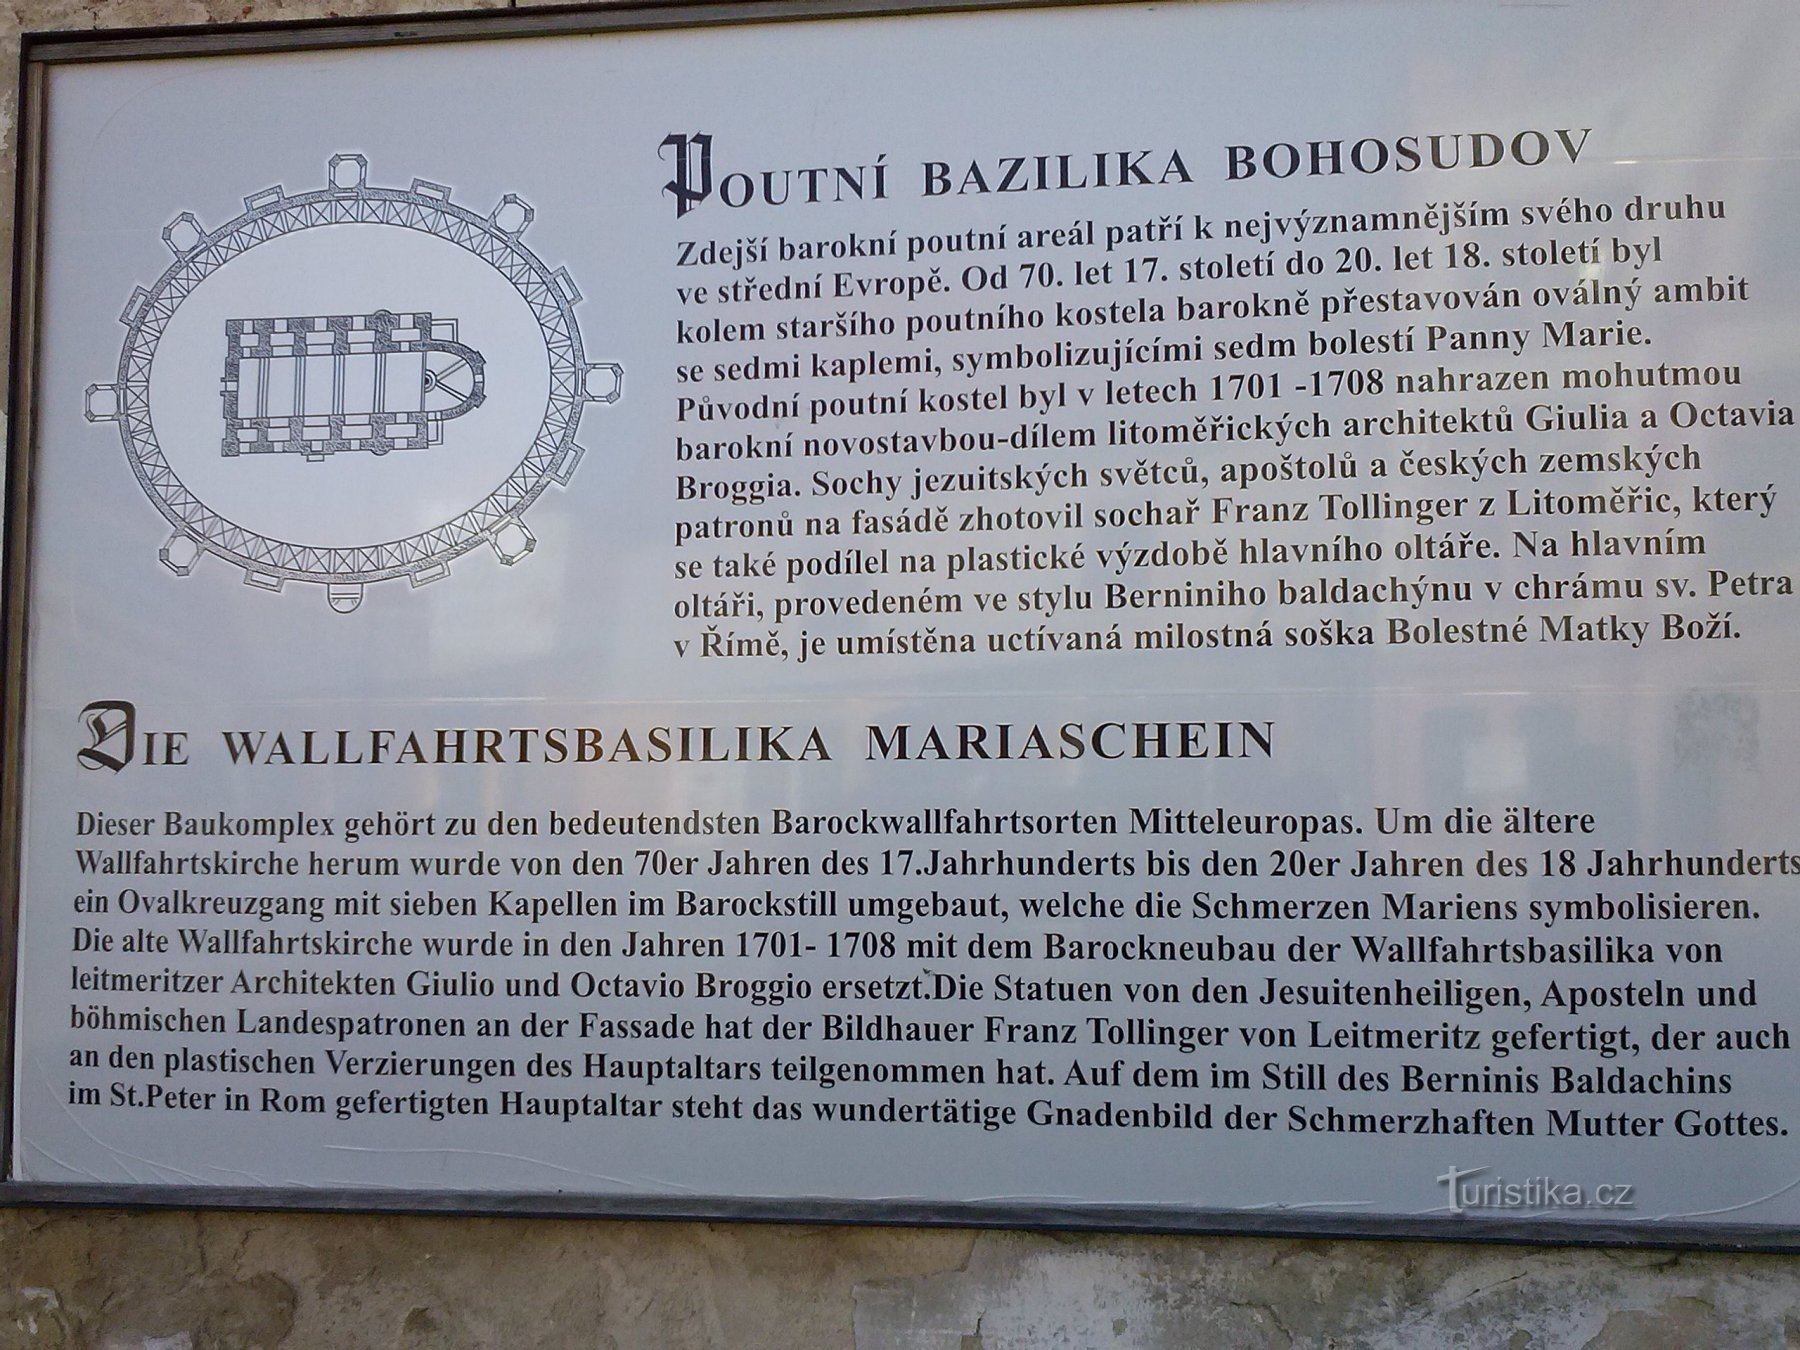 POUTNÍ BAZILIKA BOHOSUDOV
Zdejší barokní poutní areál patří k nejvýznamnějším svého druhu
ve střední Evropě. Od 70. let 17. století do 20. let 18. století byl
kolem staršího poutního kostela barokně přestavován oválný ambit
se sedmi kaplemi, symbolizujícími sedm bolestí Panny Marie.
Původní poutní kostel byl v letech 1701 -1708 nahrazen mohutmou
barokní novostavbou-dílem litoměřických architektů Giulia a Octavia
Broggia. Sochy jezuitských světců, apoštolů a českých zemských
patronů na fasádě zhotovil sochař Franz Tollinger z Litoměřic, který
se také podílel na plastické výzdobě hlavního oltáře. Na hlavním
oltáři, provedeném ve stylu Berniniho baldachýnu v chrámu sv. Petra
v Římě, je umístěna uctívaná milostná soška Bolestné Matky Boží.
DIE WALLFAHRTSBASILIKA MARIASCHEIN
Dieser Baukomplex gehört zu den bedeutendsten Barockwallfahrtsorten Mitteleuropas. Um die ältere
Wallfahrtskirche herum wurde von den 70er Jahren des 17.Jahrhunderts bis den 20er Jahren des 18 Jahrhunderts
ein Ovalkreuzgang mit sieben Kapellen im Barockstill umgebaut, welche die Schmerzen Mariens symbolisieren.
Die alte Wallfahrtskirche wurde in den Jahren 1701- 1708 mit dem Barockneubau der Wallfahrtsbasilika von
leitmeritzer Architekten Giulio und Octavio Broggio ersetzt.Die Statuen von den Jesuitenheiligen, Aposteln und
böhmischen Landespatronen an der Fassade hat der Bildhauer Franz Tollinger von Leitmeritz gefertigt, der auch
an den plastischen Verzierungen des Hauptaltars teilgenommen hat. Auf dem im Still des Berninis Baldachins
im St.Peter in Rom gefertigten Hauptaltar steht das wundertätige Gnadenbild der Schmerzhaften Mutter Gottes.
Turistika.cz